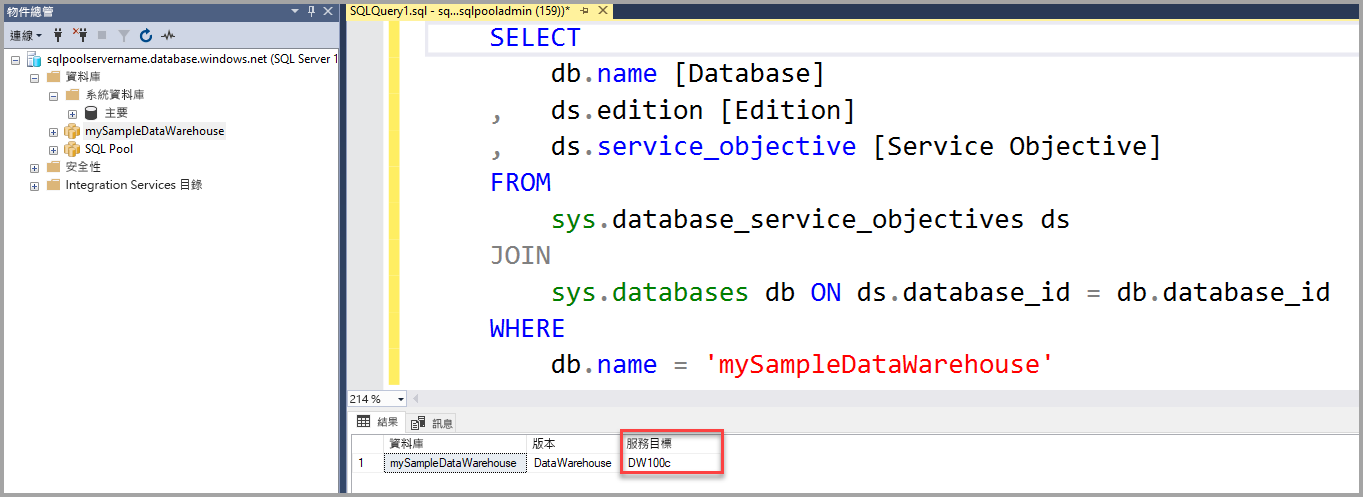 物件總管
連線
sqlpoolservername.database.windows.net (SQL Server 1
資料庫
系統資料庫
主要
mySampleDataWarehouse
SQL Pool
安全性
Integration Services 目錄
SQLQuery1.sql - sq...sqlpooladmin (159))*
SELECT
db.name [Database]
, ds.edition [Edition]
, ds.service_objective [Service Objective]
FROM
sys.database_service_objectives ds
JOIN
sys.databases db ON ds.database_id = db.database_id
WHERE
db.name = 'mySampleDataWarehouse'
214 %
結果 訊息
資料庫 版本 服務目標
1 mySampleDataWarehouse DataWarehouse DW100c